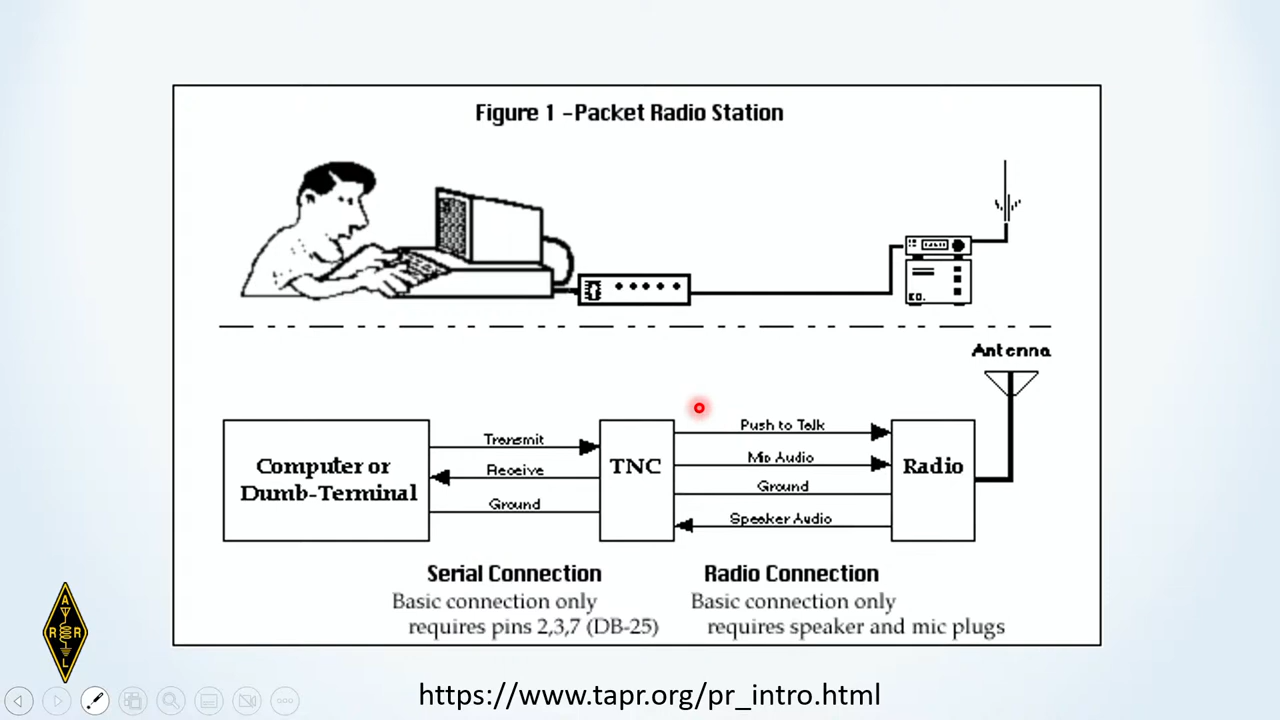 Figure 1 -Packet Radio Station
KO.
Antenna
Push to Talk
Transmit
Mic Audio
Computer or
Dumb-Terminal
TNC
Radio
Receive
Ground
Ground
Speaker Audio
Serial Connection
Radio Connection
Basic connection only
requires pins 2,3,7 (DB-25)
Basic connection only
requires speaker and mic plugs
A
R R
L
https://www.tapr.org/pr_intro.html